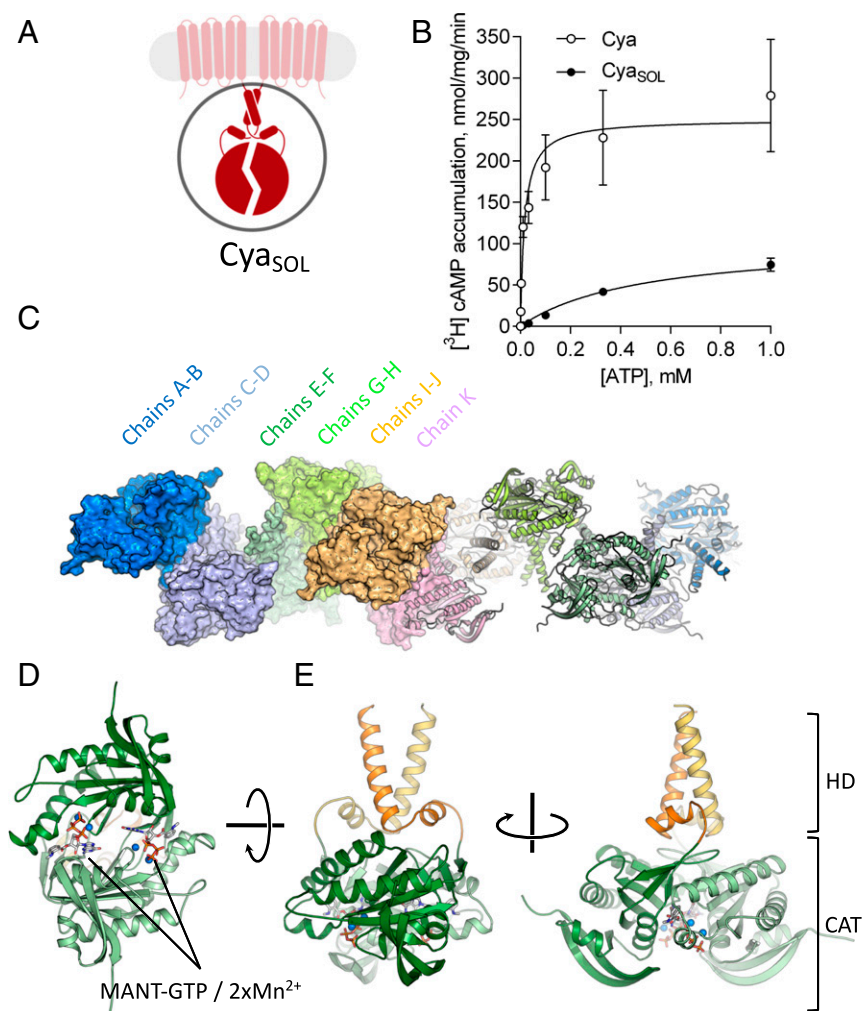 A
Cya_SOL
B
[³H] cAMP accumulation, nmol/mg/min
350
300
250
200
150
100
50
0
Cya
Cya_SOL
0.0 0.2 0.4 0.6 0.8 1.0
[ATP], mM
C
Chains A-B
Chains C-D
Chains E-F
Chains G-H
Chains I-J
Chain K
D
MANT-GTP / 2xMn²⁺
E
HD
CAT